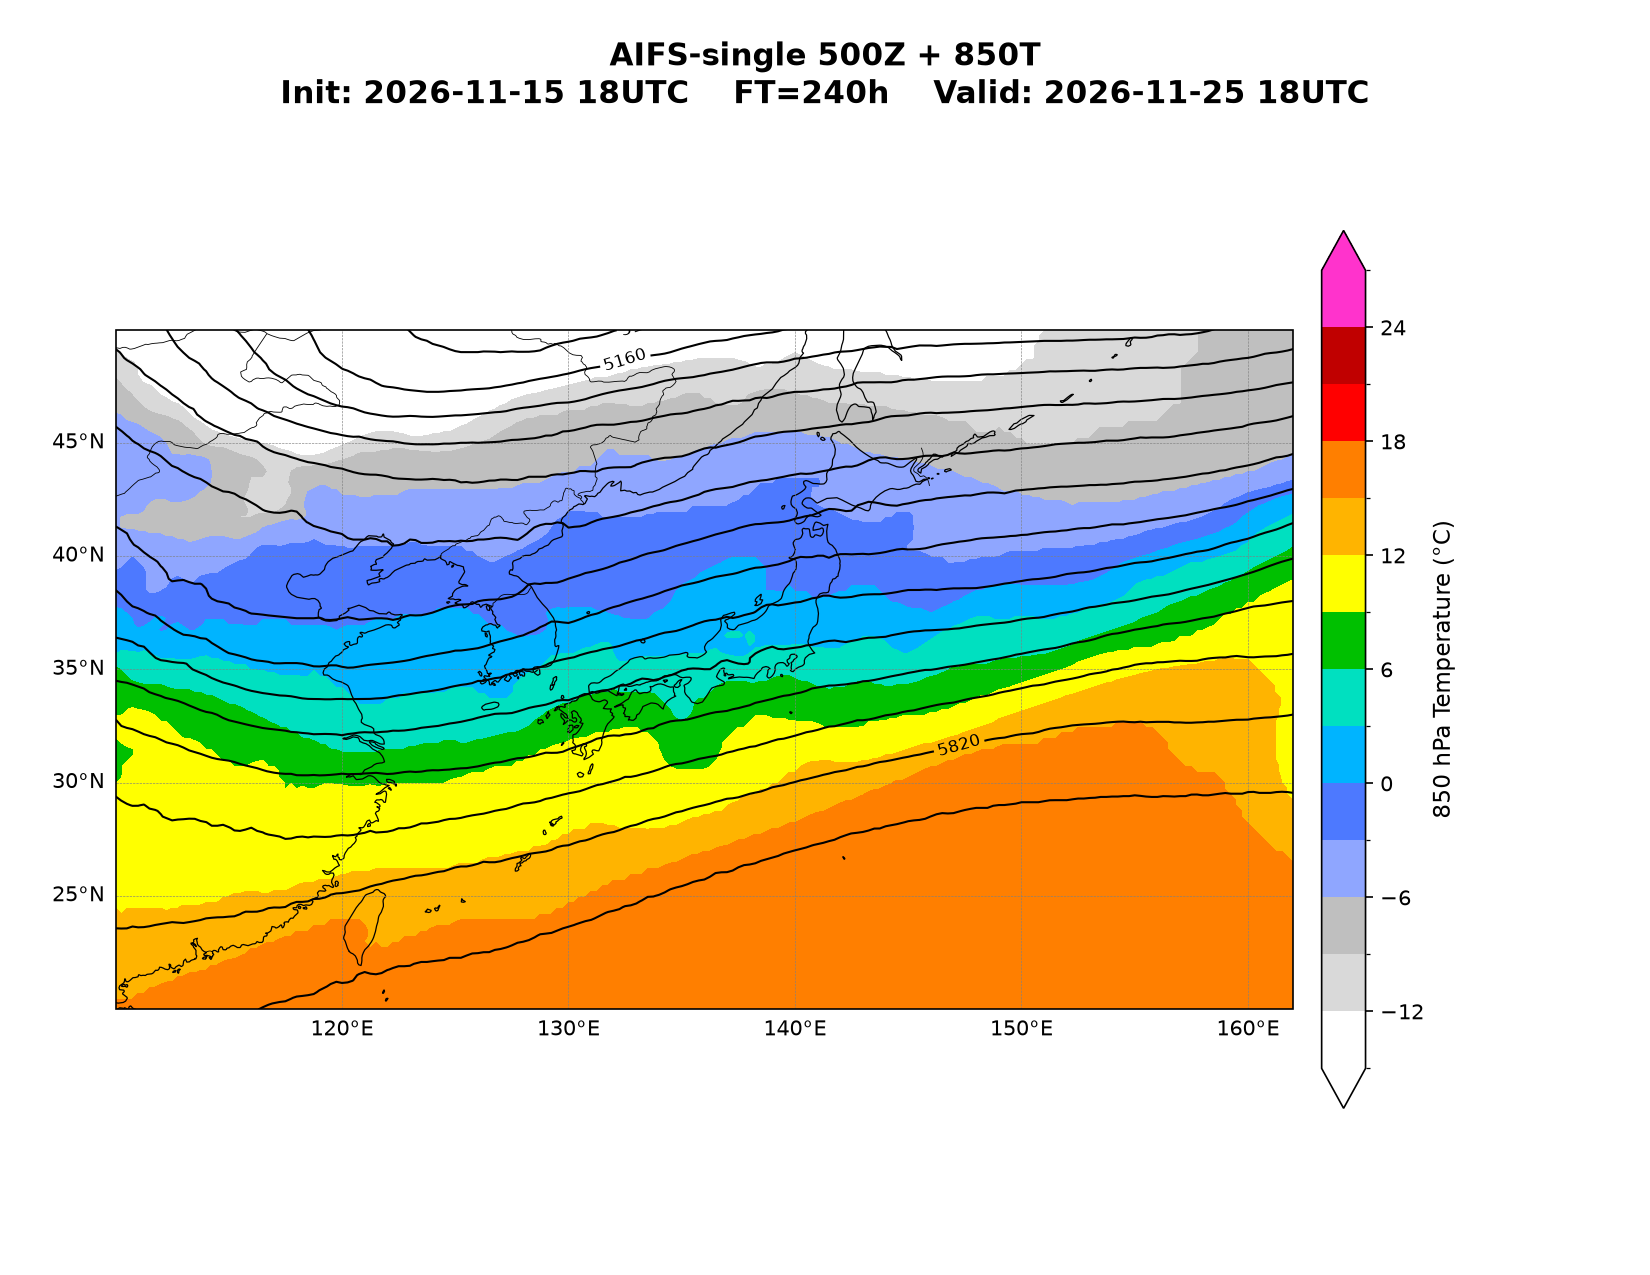 AIFS-single 500Z + 850T
Init: 2026-11-15 18UTC    FT=240h    Valid: 2026-11-25 18UTC
5160
5820
45°N
40°N
35°N
30°N
25°N
120°E
130°E
140°E
150°E
160°E
24
18
12
6
0
−6
−12
850 hPa Temperature (°C)